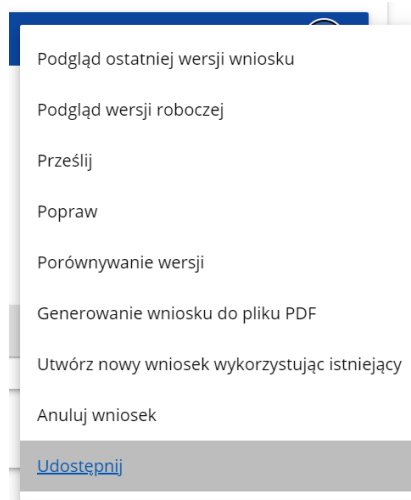 Podgląd ostatniej wersji wniosku
Podgląd wersji roboczej
Prześlij
Popraw
Porównywanie wersji
Generowanie wniosku do pliku PDF
Utwórz nowy wniosek wykorzystując istniejący
Anuluj wniosek
Udostępnij